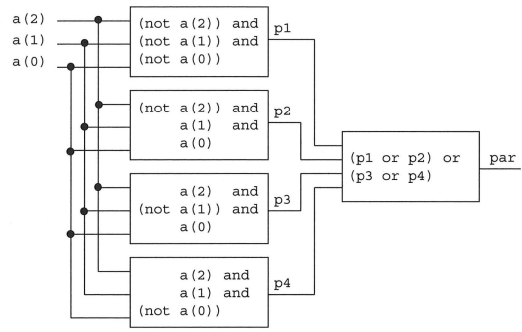 a(2)
a(1)
a(0)
(not a(2)) and
(not a(1)) and
(not a(0))
p1
(not a(2)) and
a(1) and
a(0)
p2
a(2) and
(not a(1)) and
a(0)
p3
a(2) and
a(1) and
(not a(0))
p4
(p1 or p2) or
(p3 or p4)
par